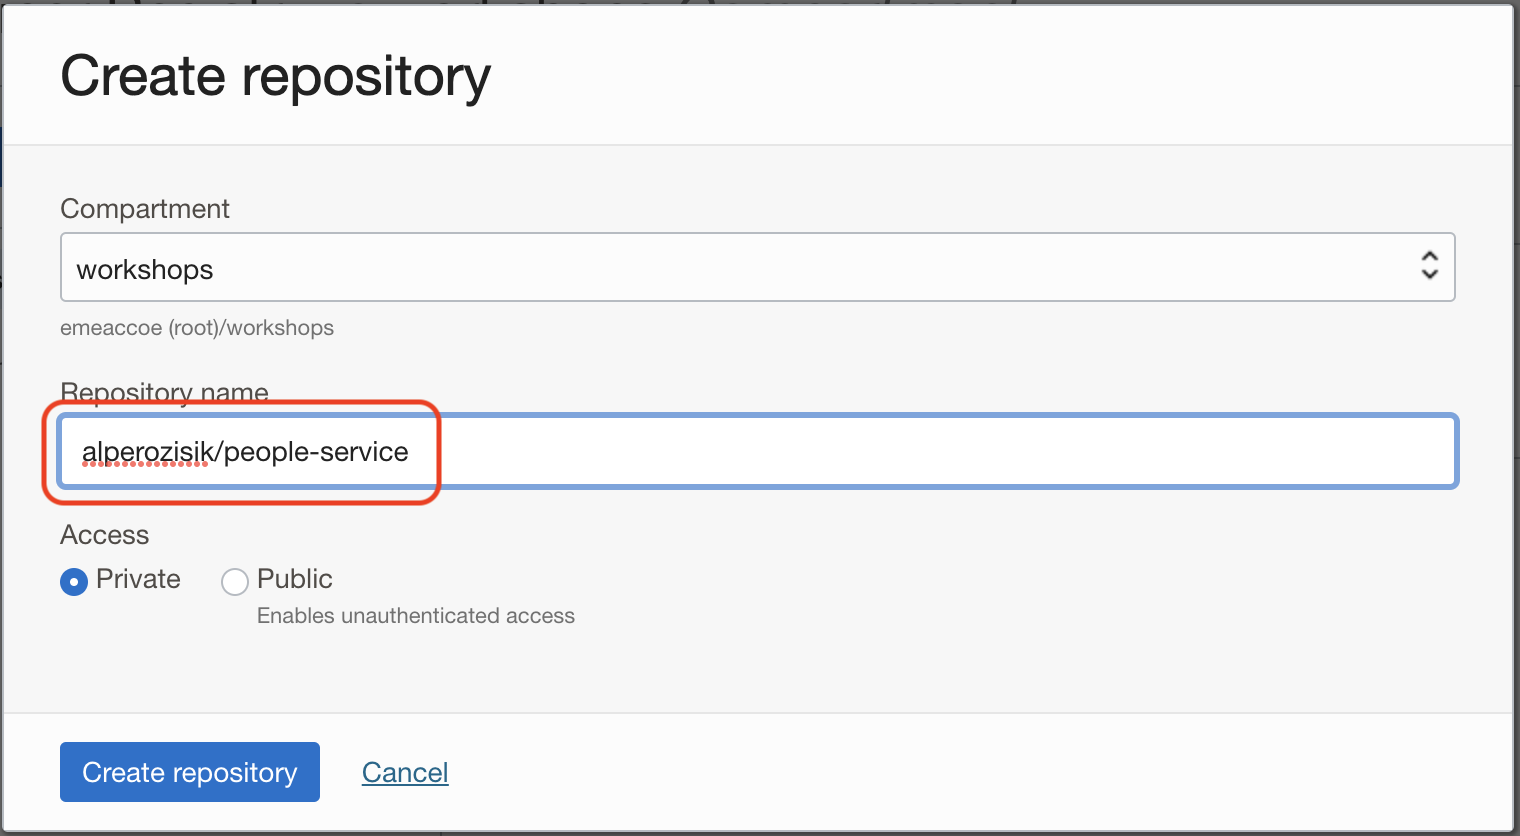 Create repository
Compartment
workshops
emeaccoe (root)/workshops
Repository name
alperozisik/people-service
Access
Private
Public
Enables unauthenticated access
Create repository
Cancel